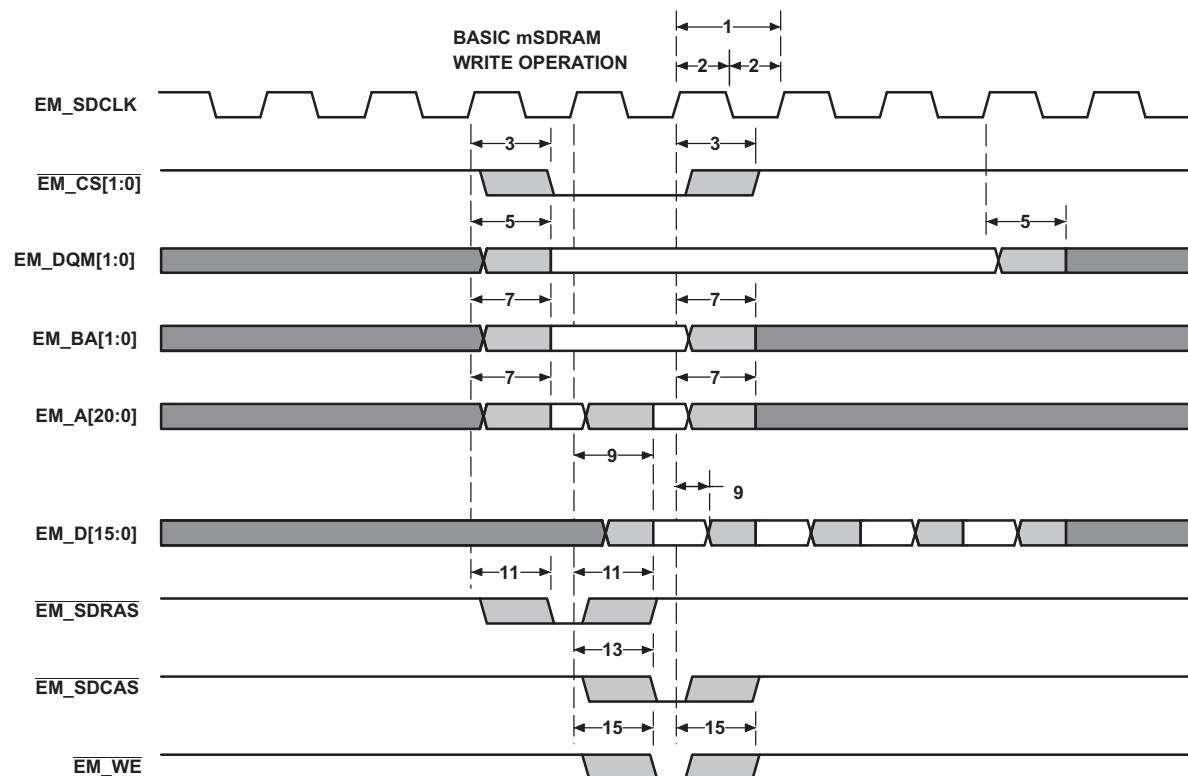 1
BASIC mSDRAM
WRITE OPERATION
2 2
EM_SDCLK
3 3
EM_CS[1:0]
5 5
EM_DQM[1:0]
7 7
EM_BA[1:0]
7 7
EM_A[20:0]
9
9
EM_D[15:0]
11 11
EM_SDRAS
13
EM_SDCAS
15 15
EM_WE